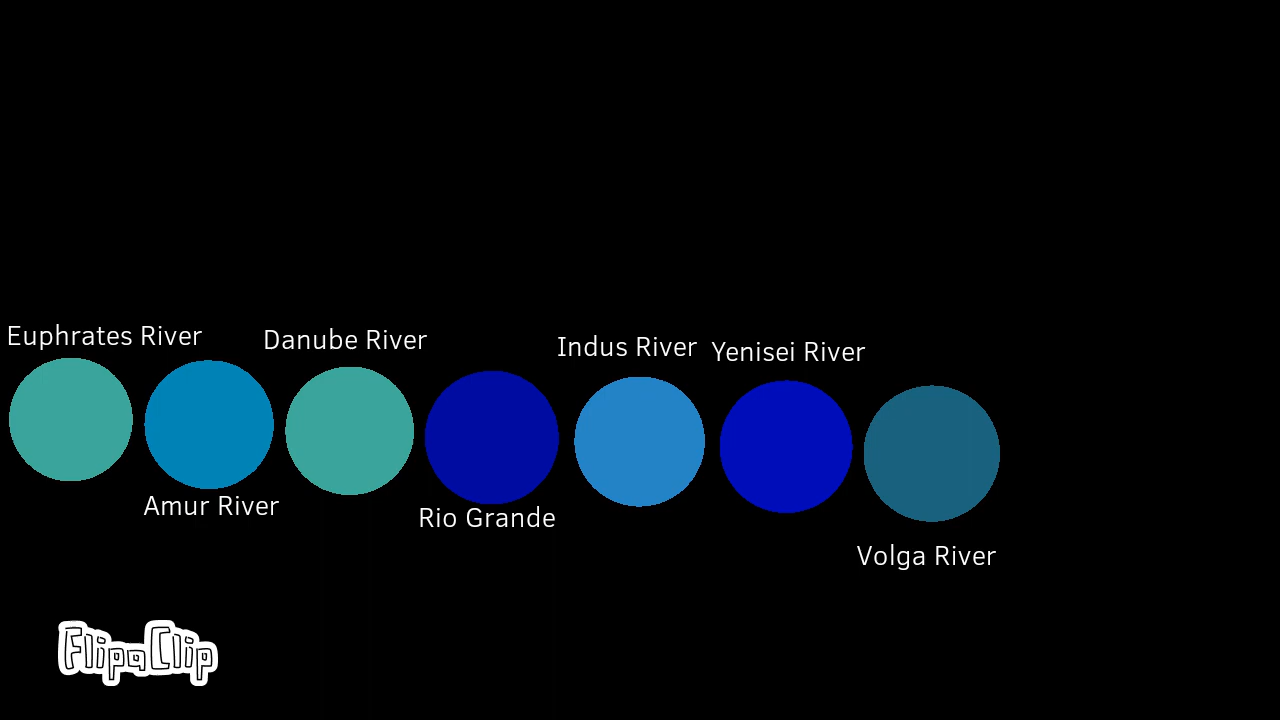 Euphrates River
Danube River
Indus River
Yenisei River
Amur River
Rio Grande
Volga River
FlipaClip